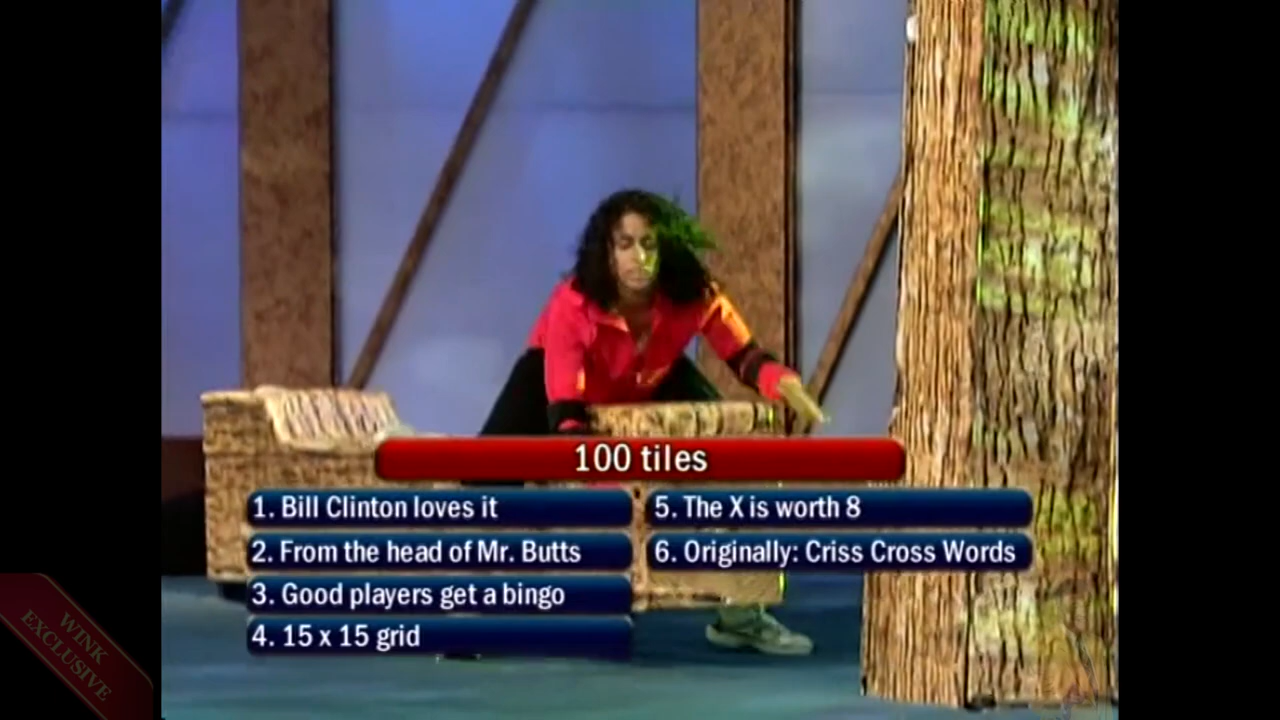 100 tiles
1. Bill Clinton loves it
2. From the head of Mr. Butts
3. Good players get a bingo
4. 15 x 15 grid
5. The X is worth 8
6. Originally: Criss Cross Words
WINK
EXCLUSIVE